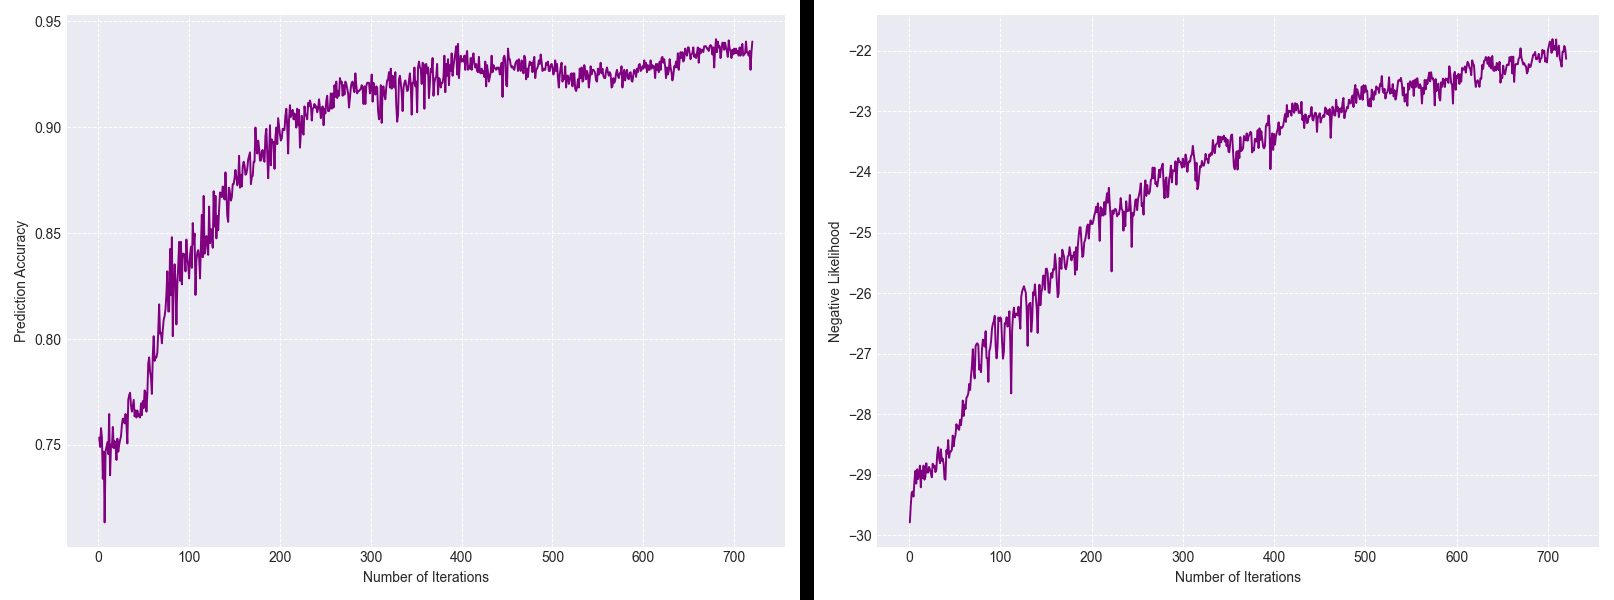 0.95
0.90
0.85
0.80
0.75
Prediction Accuracy
0 100 200 300 400 500 600 700
Number of Iterations
−22
−23
−24
−25
−26
−27
−28
−29
−30
Negative Likelihood
0 100 200 300 400 500 600 700
Number of Iterations